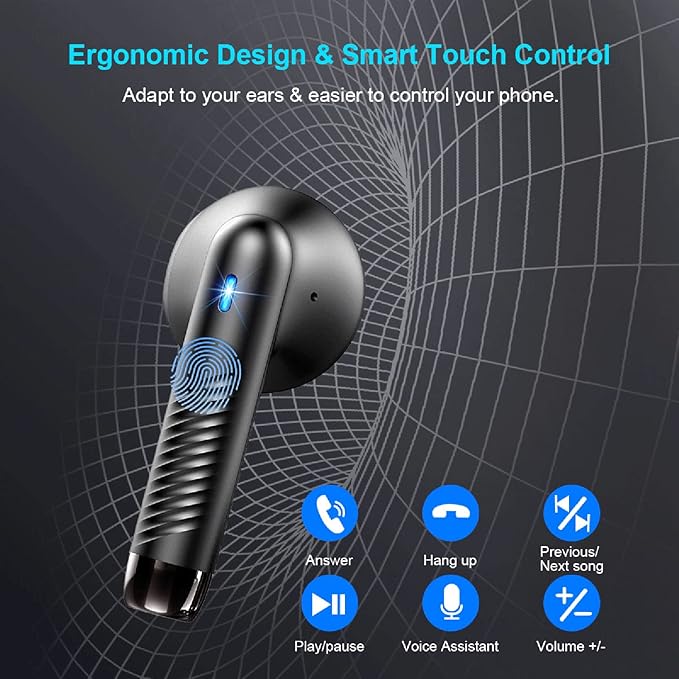 Ergonomic Design & Smart Touch Control
Adapt to your ears & easier to control your phone.
Answer
Hang up
Previous/
Next song
Play/pause
Voice Assistant
Volume +/-